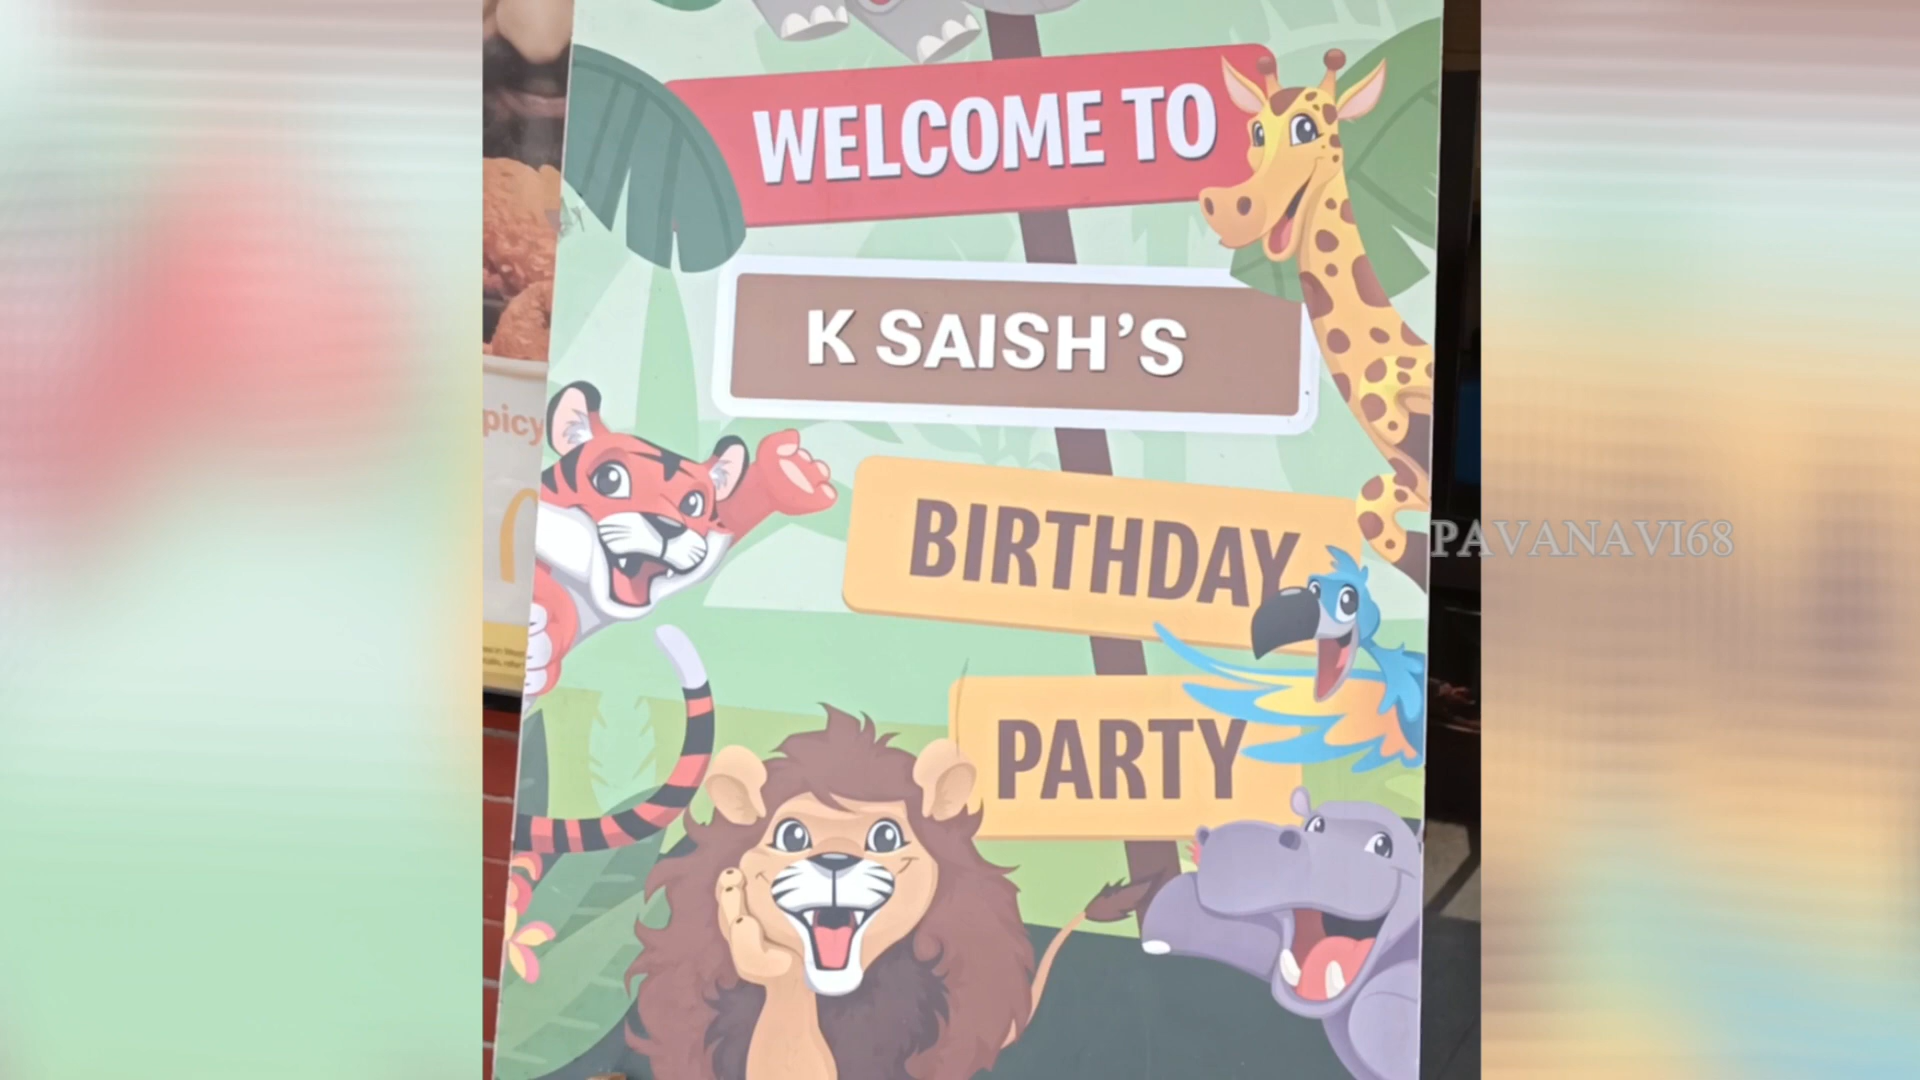 WELCOME TO
K SAISH'S
picy
BIRTHDAY
PAVANAVI68
PARTY